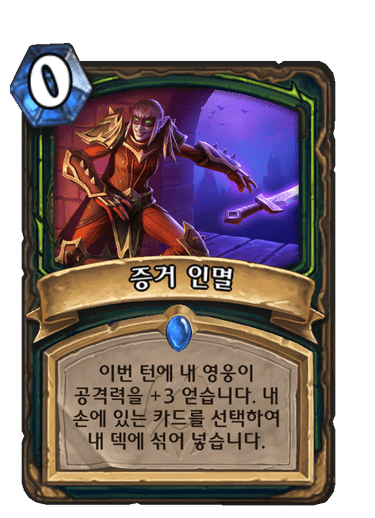 0
증거 인멸
이번 턴에 내 영웅이
공격력을 +3 얻습니다. 내
손에 있는 카드를 선택하여
내 덱에 섞어 넣습니다.